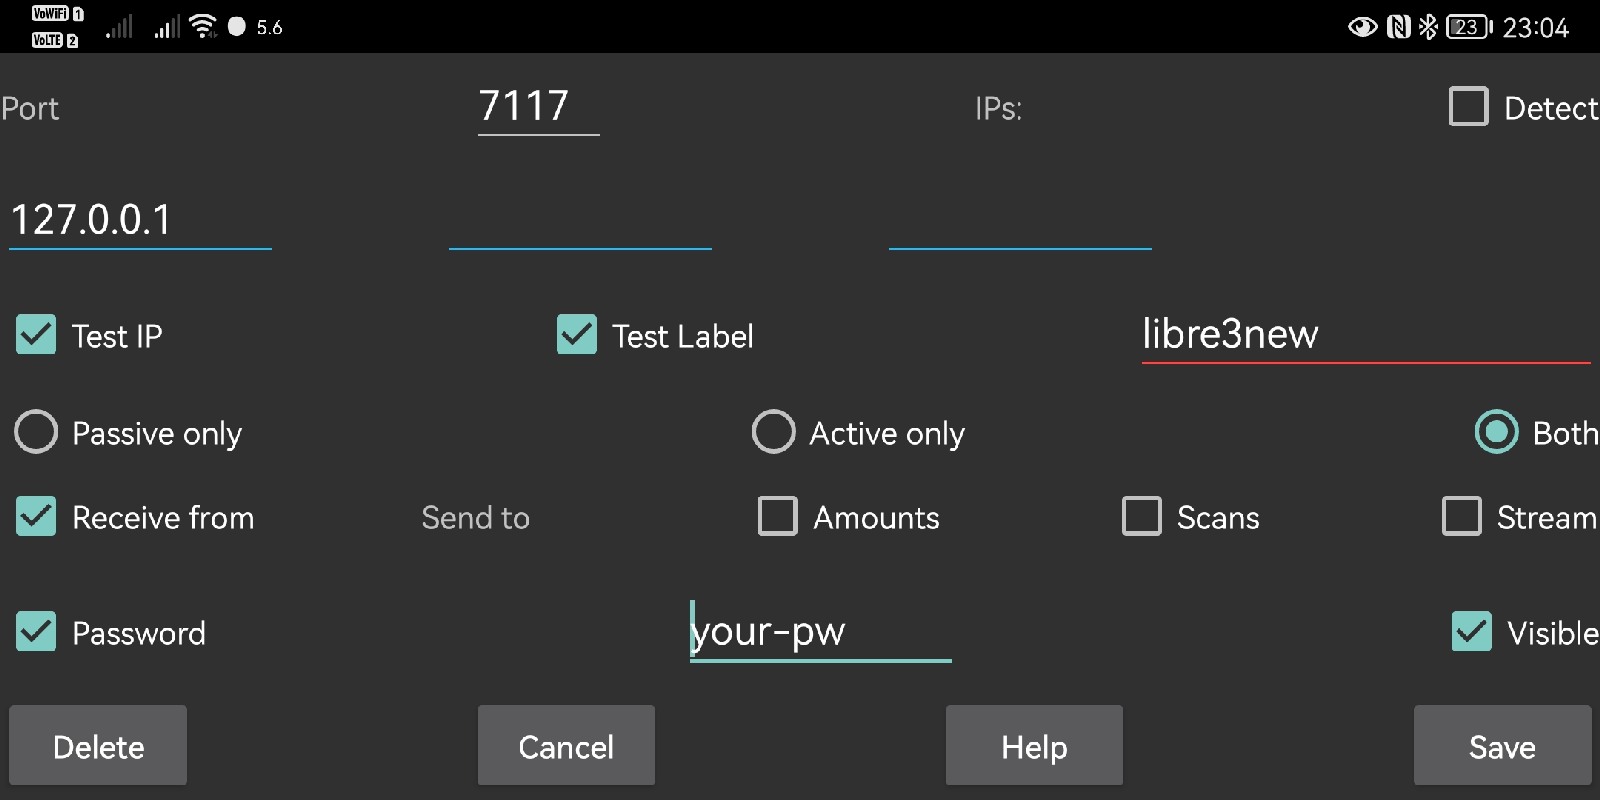 VoWiFi 1
VoLTE 2
5.6
23
23:04
Port 7117 IPs: Detect
127.0.0.1
Test IP Test Label libre3new
Passive only Active only Both
Receive from Send to Amounts Scans Stream
Password your-pw Visible
Delete Cancel Help Save